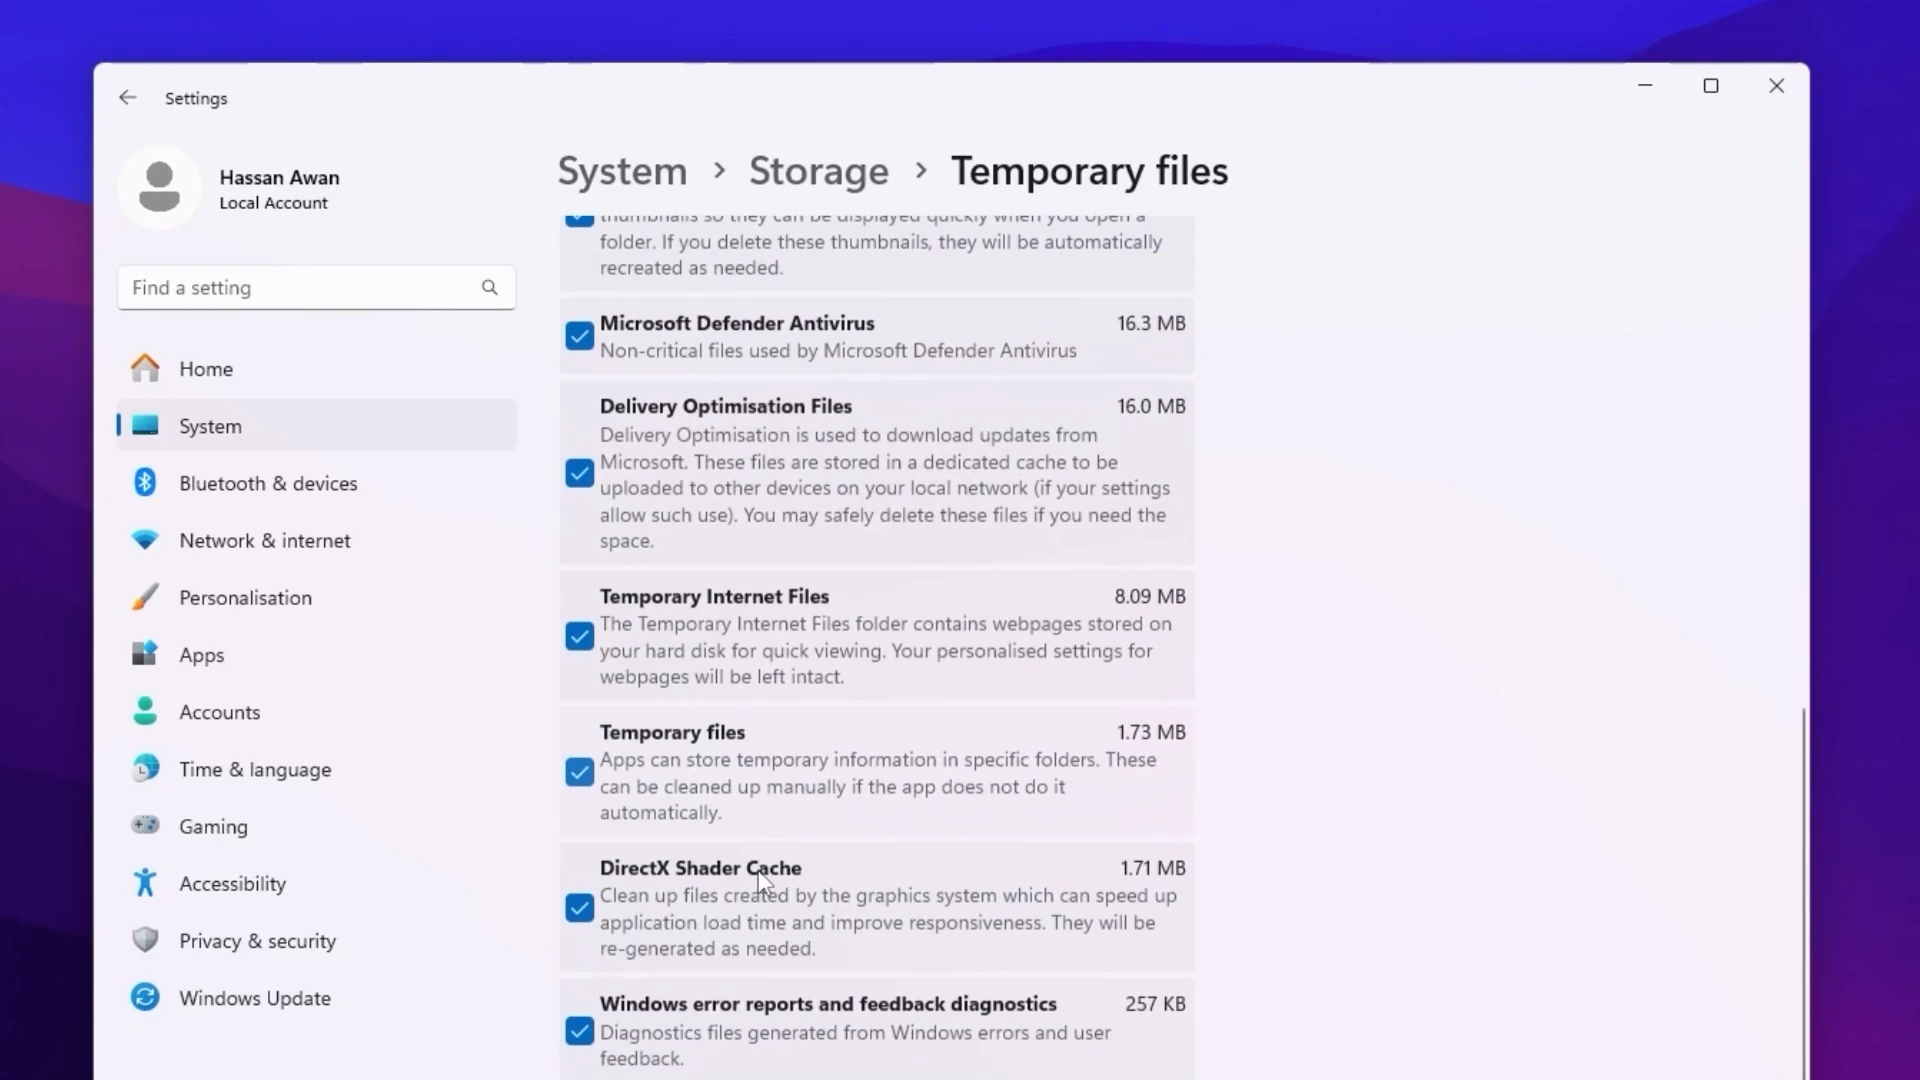 Settings
Hassan Awan
Local Account
Find a setting
Home
System
Bluetooth & devices
Network & internet
Personalisation
Apps
Accounts
Time & language
Gaming
Accessibility
Privacy & security
Windows Update
System > Storage > Temporary files
thumbnails so they can be displayed quickly when you open a
folder. If you delete these thumbnails, they will be automatically
recreated as needed.
Microsoft Defender Antivirus 16.3 MB
Non-critical files used by Microsoft Defender Antivirus
Delivery Optimisation Files 16.0 MB
Delivery Optimisation is used to download updates from
Microsoft. These files are stored in a dedicated cache to be
uploaded to other devices on your local network (if your settings
allow such use). You may safely delete these files if you need the
space.
Temporary Internet Files 8.09 MB
The Temporary Internet Files folder contains webpages stored on
your hard disk for quick viewing. Your personalised settings for
webpages will be left intact.
Temporary files 1.73 MB
Apps can store temporary information in specific folders. These
can be cleaned up manually if the app does not do it
automatically.
DirectX Shader Cache 1.71 MB
Clean up files created by the graphics system which can speed up
application load time and improve responsiveness. They will be
re-generated as needed.
Windows error reports and feedback diagnostics 257 KB
Diagnostics files generated from Windows errors and user
feedback.